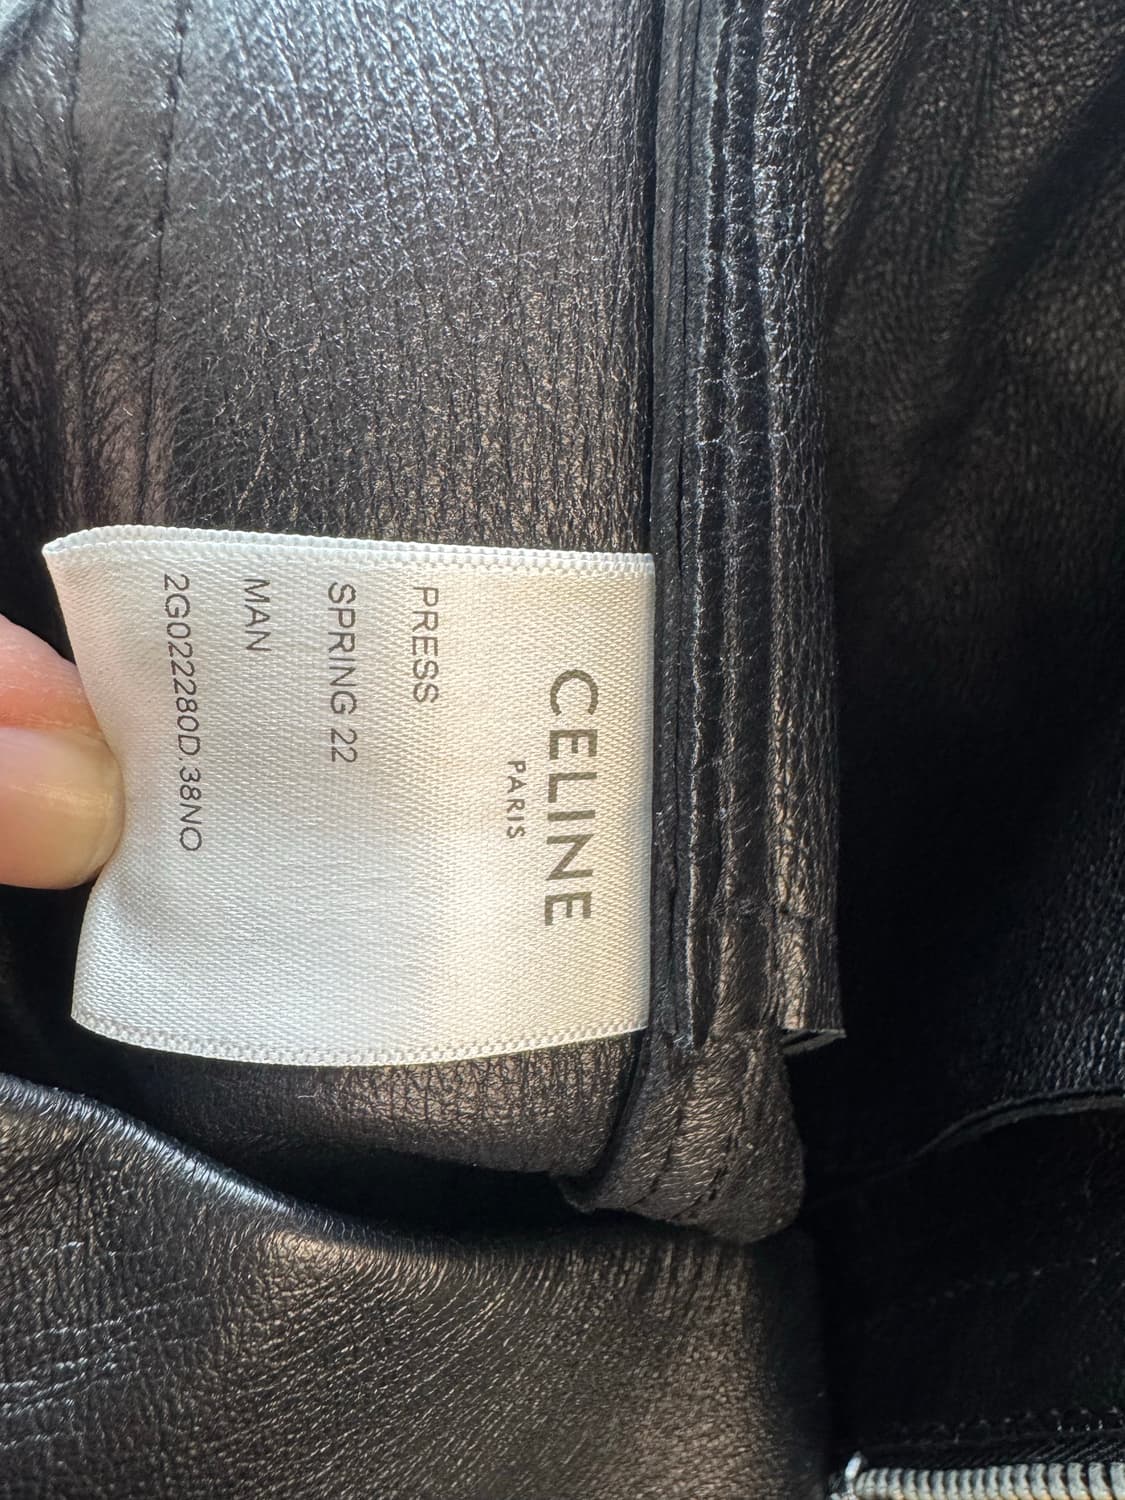 CELINE
PARIS
PRESS
SPRING 22
MAN
2G022280D.38NO